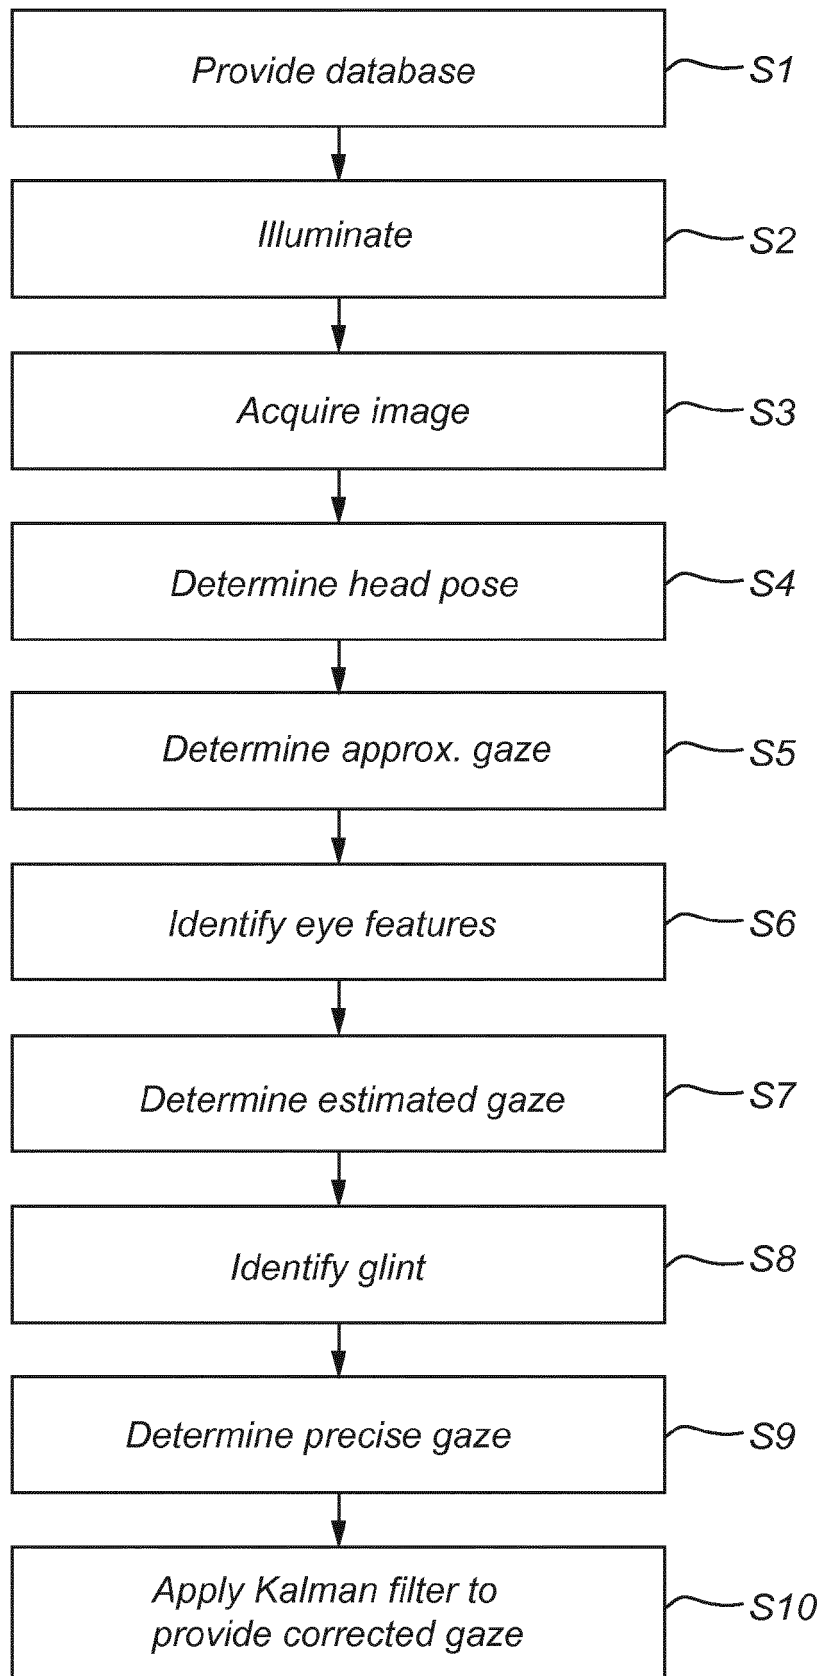 Provide database S1
Illuminate S2
Acquire image S3
Determine head pose S4
Determine approx. gaze S5
Identify eye features S6
Determine estimated gaze S7
Identify glint S8
Determine precise gaze S9
Apply Kalman filter to
provide corrected gaze S10